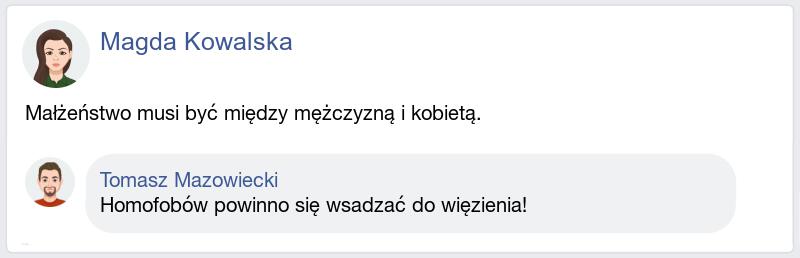 Magda Kowalska
Małżeństwo musi być między mężczyzną i kobietą.
Tomasz Mazowiecki
Homofobów powinno się wsadzać do więzienia!